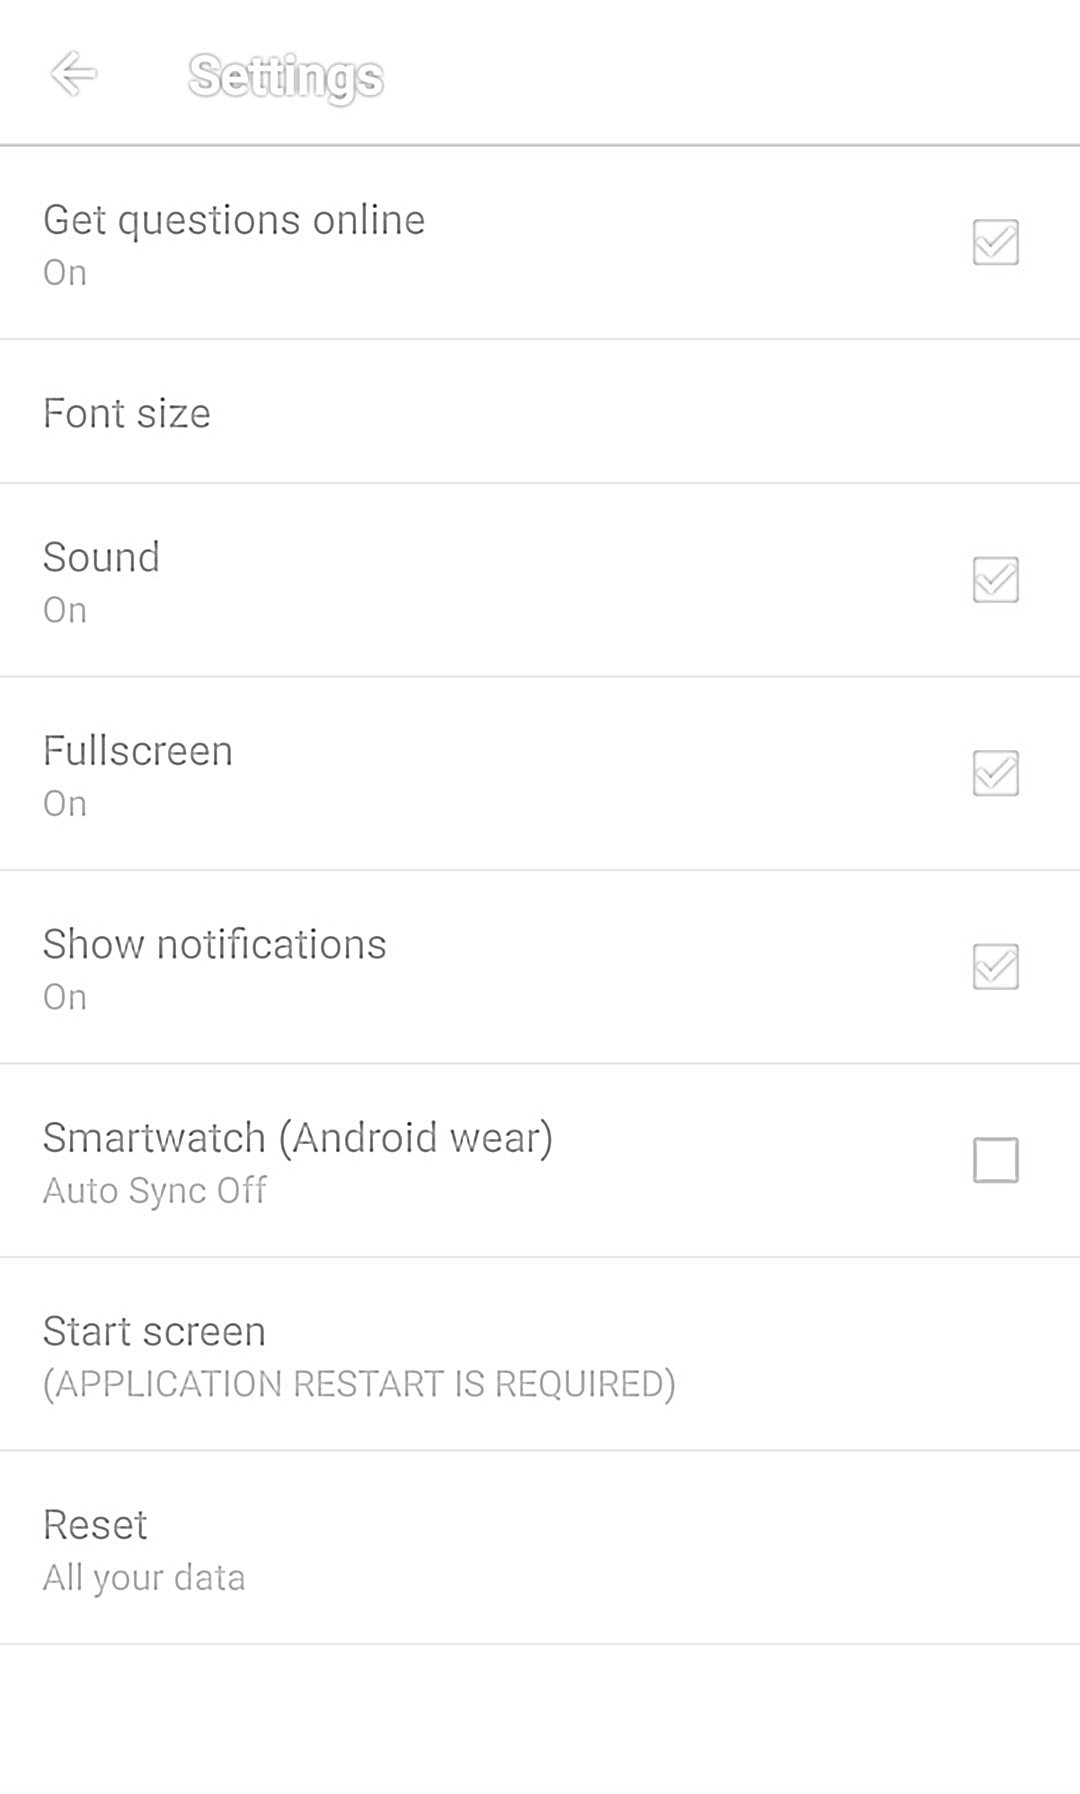 Settings
Get questions online
On
Font size
Sound
On
Fullscreen
On
Show notifications
On
Smartwatch (Android wear)
Auto Sync Off
Start screen
(APPLICATION RESTART IS REQUIRED)
Reset
All your data